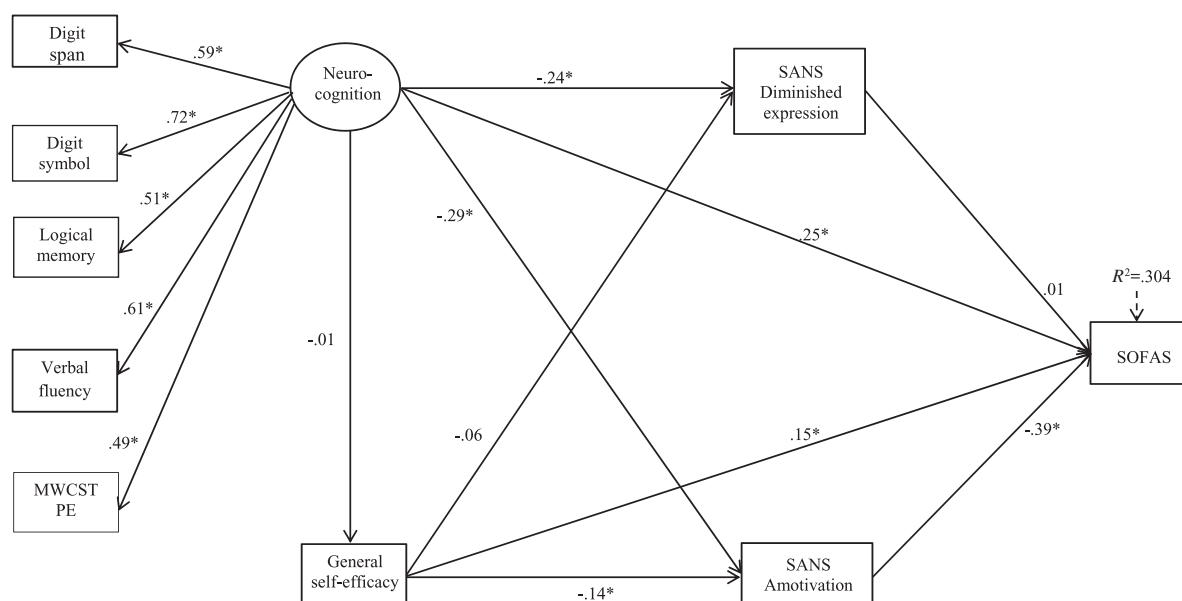 Digit
span
.59*
Neuro-
cognition
-.24*
SANS
Diminished
expression
Digit
symbol
.72*
.51*
Logical
memory
-.29*
.25*
.01
R²=.304
.61*
-.01
Verbal
fluency
SOFAS
.49*
-.06
.15*
-.39*
MWCST
PE
General
self-efficacy
-.14*
SANS
Amotivation